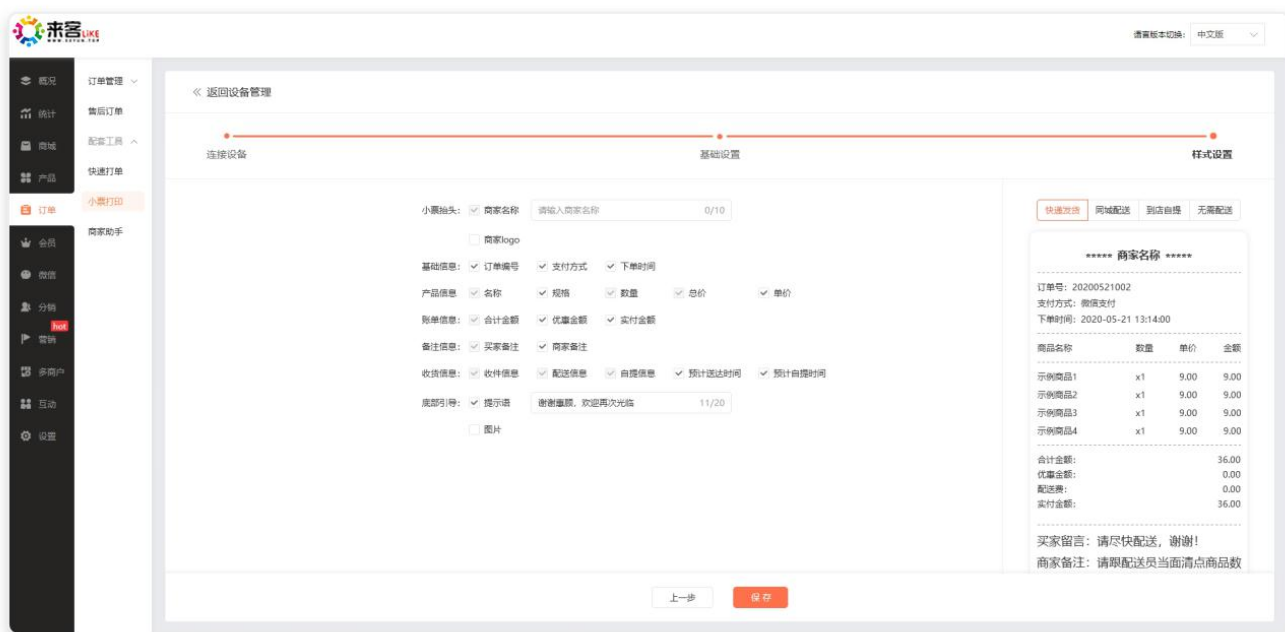 来客LIKE
语言版本切换： 中文版
概况
统计
商城
产品
订单
会员
微信
分销
hot
营销
多商户
互动
设置
订单管理
售后订单
配套工具
快速打单
小票打印
商家助手
返回设备管理
连接设备 基础设置 样式设置
小票抬头： 商家名称 请输入商家名称 0/10
商家logo
基础信息： 订单编号 支付方式 下单时间
产品信息 名称 规格 数量 总价 单价
账单信息： 合计金额 优惠金额 实付金额
备注信息： 买家备注 商家备注
收货信息： 收件信息 配送信息 自提信息 预计送达时间 预计自提时间
底部引导： 提示语 谢谢惠顾，欢迎再次光临 11/20
图片
上一步 保存
快递发货 同城配送 到店自提 无需配送
***** 商家名称 *****
订单号：20200521002
支付方式：微信支付
下单时间：2020-05-21 13:14:00
商品名称 数量 单价 金额
示例商品1 x1 9.00 9.00
示例商品2 x1 9.00 9.00
示例商品3 x1 9.00 9.00
示例商品4 x1 9.00 9.00
合计金额： 36.00
优惠金额： 0.00
配送费： 0.00
实付金额： 36.00
买家留言：请尽快配送，谢谢！
商家备注：请跟配送员当面清点商品数